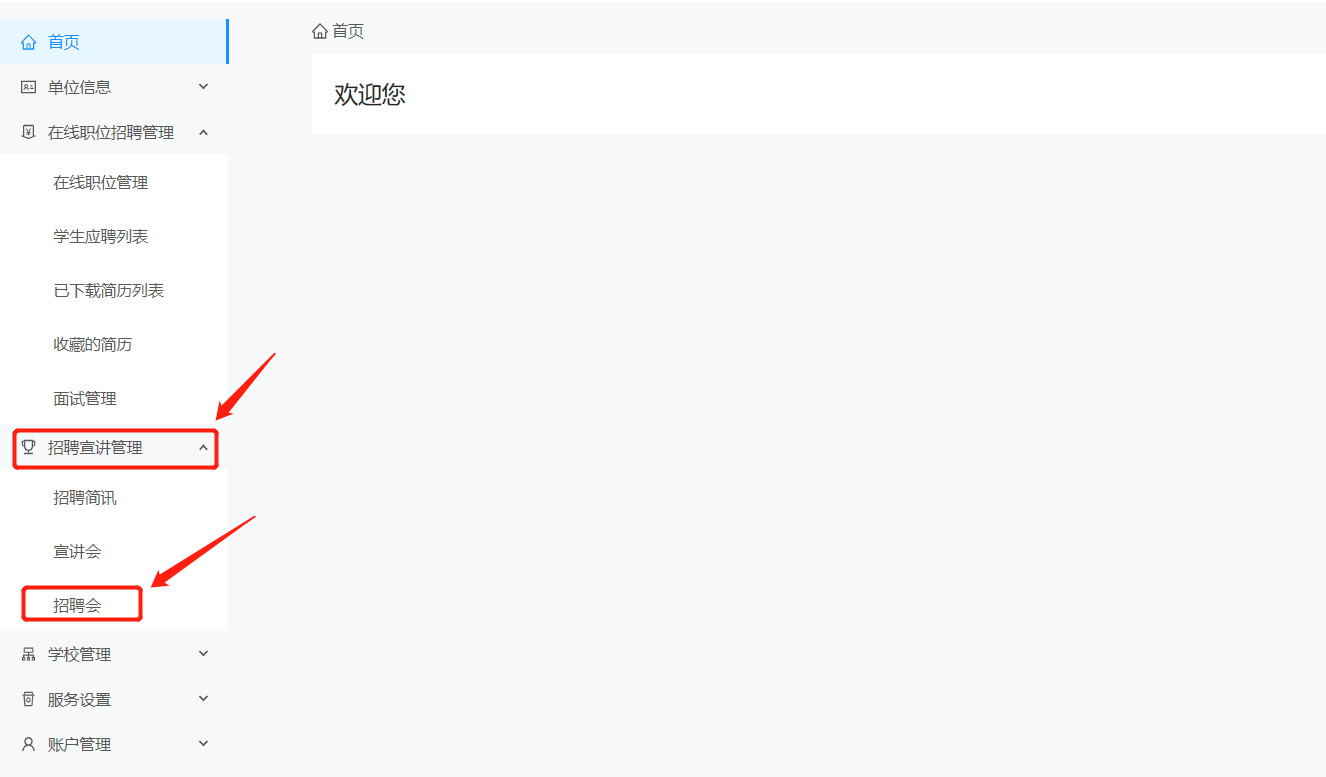 首页
单位信息
在线职位招聘管理
在线职位管理
学生应聘列表
已下载简历列表
收藏的简历
面试管理
招聘宣讲管理
招聘简讯
宣讲会
招聘会
学校管理
服务设置
账户管理
首页
欢迎您